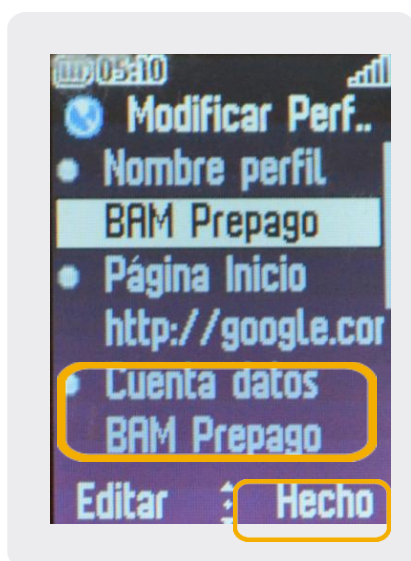 05:10
Modificar Perf..
Nombre perfil
BAM Prepago
Página Inicio
http://google.cor
Cuenta datos
BAM Prepago
Editar Hecho